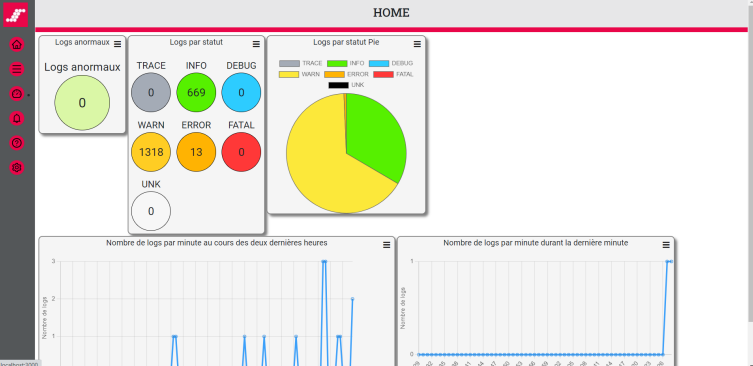 HOME
Logs anormaux
Logs anormaux
0
Logs par statut
TRACE INFO DEBUG
0 669 0
WARN ERROR FATAL
1318 13 0
UNK
0
Logs par statut Pie
TRACE INFO DEBUG
WARN ERROR FATAL
UNK
Nombre de logs par minute au cours des deux dernières heures
3
2
1
Nombre de logs
Nombre de logs par minute durant la dernière minute
1
0
Nombre de logs
localhost:3000